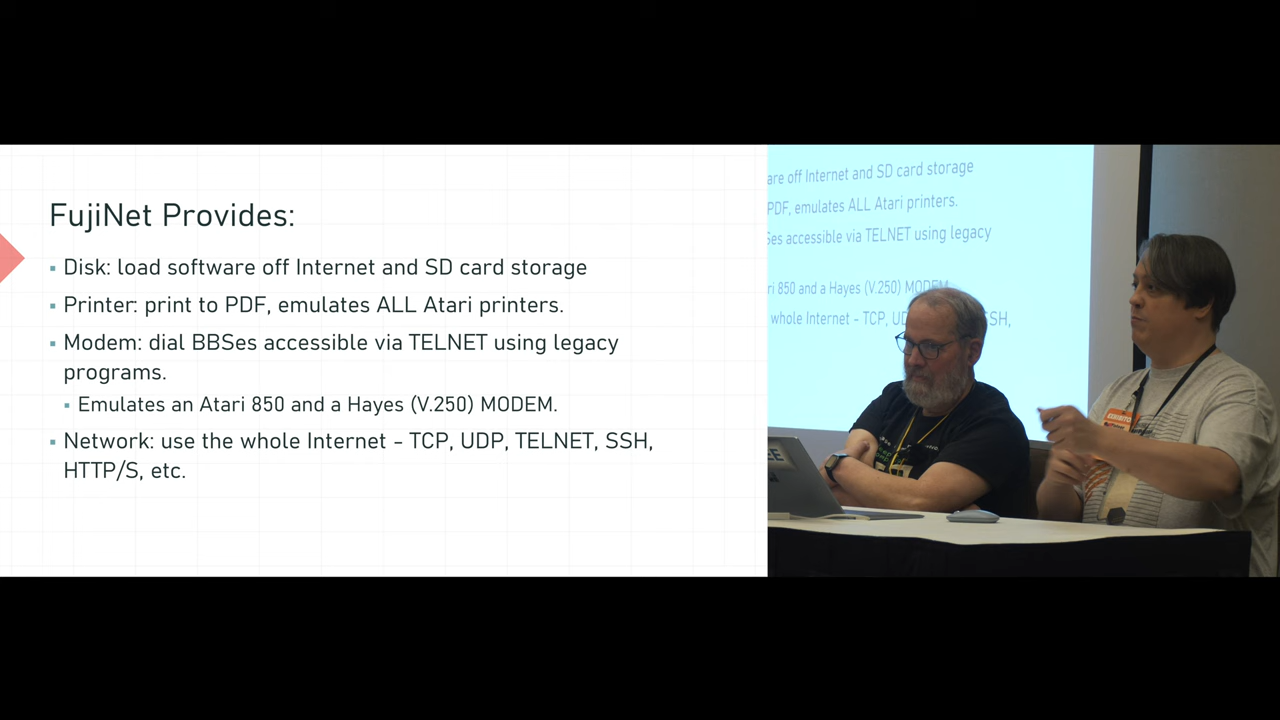 FujiNet Provides:
▪ Disk: load software off Internet and SD card storage
▪ Printer: print to PDF, emulates ALL Atari printers.
▪ Modem: dial BBSes accessible via TELNET using legacy
programs.
▪ Emulates an Atari 850 and a Hayes (V.250) MODEM.
▪ Network: use the whole Internet - TCP, UDP, TELNET, SSH,
HTTP/S, etc.
are off Internet and SD card storage
PDF, emulates ALL Atari printers.
Ses accessible via TELNET using legacy
ri 850 and a Hayes (V.250) MODEM.
whole Internet - TCP, UD SSH,
EXHIBITO